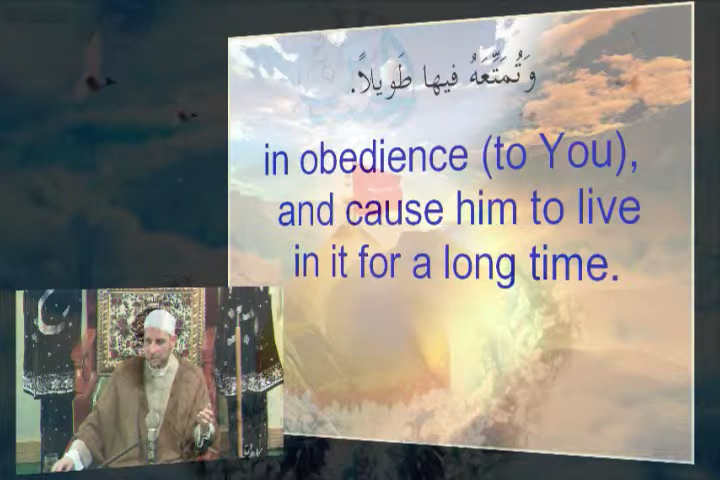 وَتُمَتِّعَهُ فيها طَويلاً.
in obedience (to You),
and cause him to live
in it for a long time.